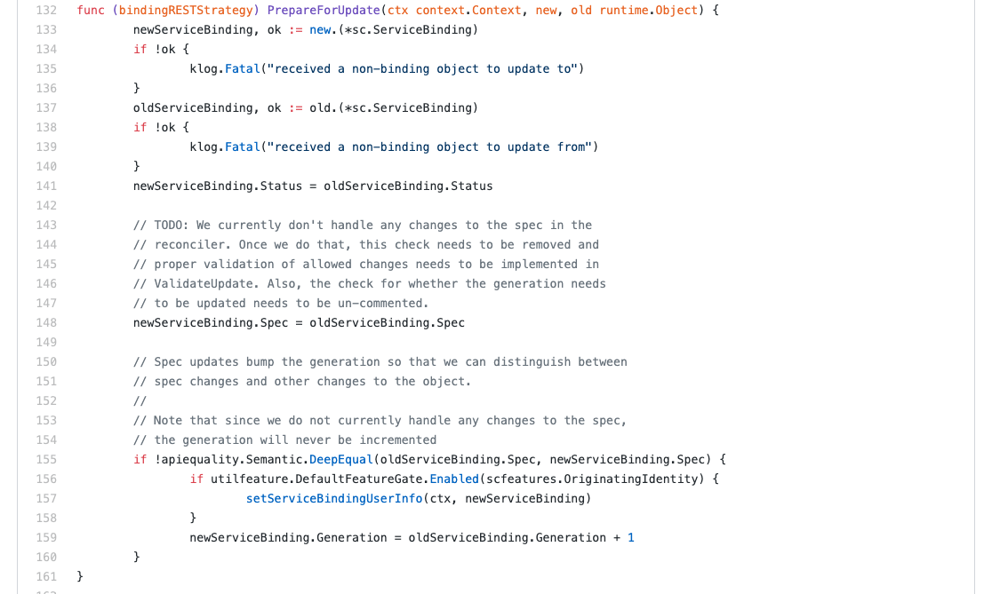 132 func (bindingRESTStrategy) PrepareForUpdate(ctx context.Context, new, old runtime.Object) {
133 newServiceBinding, ok := new.(*sc.ServiceBinding)
134 if !ok {
135 klog.Fatal("received a non-binding object to update to")
136 }
137 oldServiceBinding, ok := old.(*sc.ServiceBinding)
138 if !ok {
139 klog.Fatal("received a non-binding object to update from")
140 }
141 newServiceBinding.Status = oldServiceBinding.Status
142
143 // TODO: We currently don't handle any changes to the spec in the
144 // reconciler. Once we do that, this check needs to be removed and
145 // proper validation of allowed changes needs to be implemented in
146 // ValidateUpdate. Also, the check for whether the generation needs
147 // to be updated needs to be un-commented.
148 newServiceBinding.Spec = oldServiceBinding.Spec
149
150 // Spec updates bump the generation so that we can distinguish between
151 // spec changes and other changes to the object.
152 //
153 // Note that since we do not currently handle any changes to the spec,
154 // the generation will never be incremented
155 if !apiequality.Semantic.DeepEqual(oldServiceBinding.Spec, newServiceBinding.Spec) {
156 if utilfeature.DefaultFeatureGate.Enabled(scfeatures.OriginatingIdentity) {
157 setServiceBindingUserInfo(ctx, newServiceBinding)
158 }
159 newServiceBinding.Generation = oldServiceBinding.Generation + 1
160 }
161 }